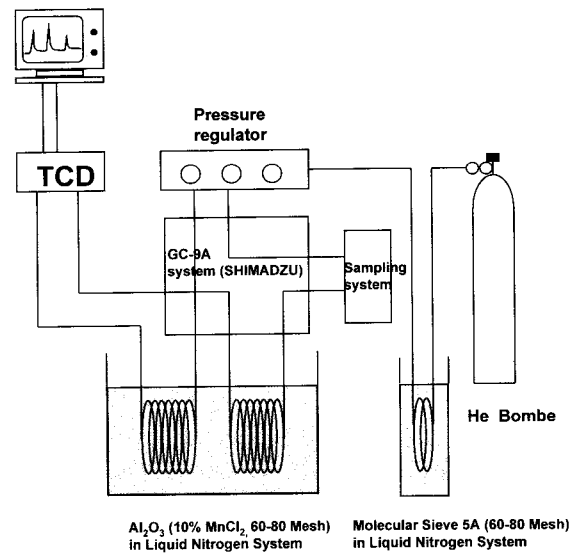 Pressure
regulator
TCD
GC-9A
system (SHIMADZU)
Sampling
system
He Bombe
Al₂O₃ (10% MnCl₂, 60-80 Mesh)
in Liquid Nitrogen System
Molecular Sieve 5A (60-80 Mesh)
in Liquid Nitrogen System